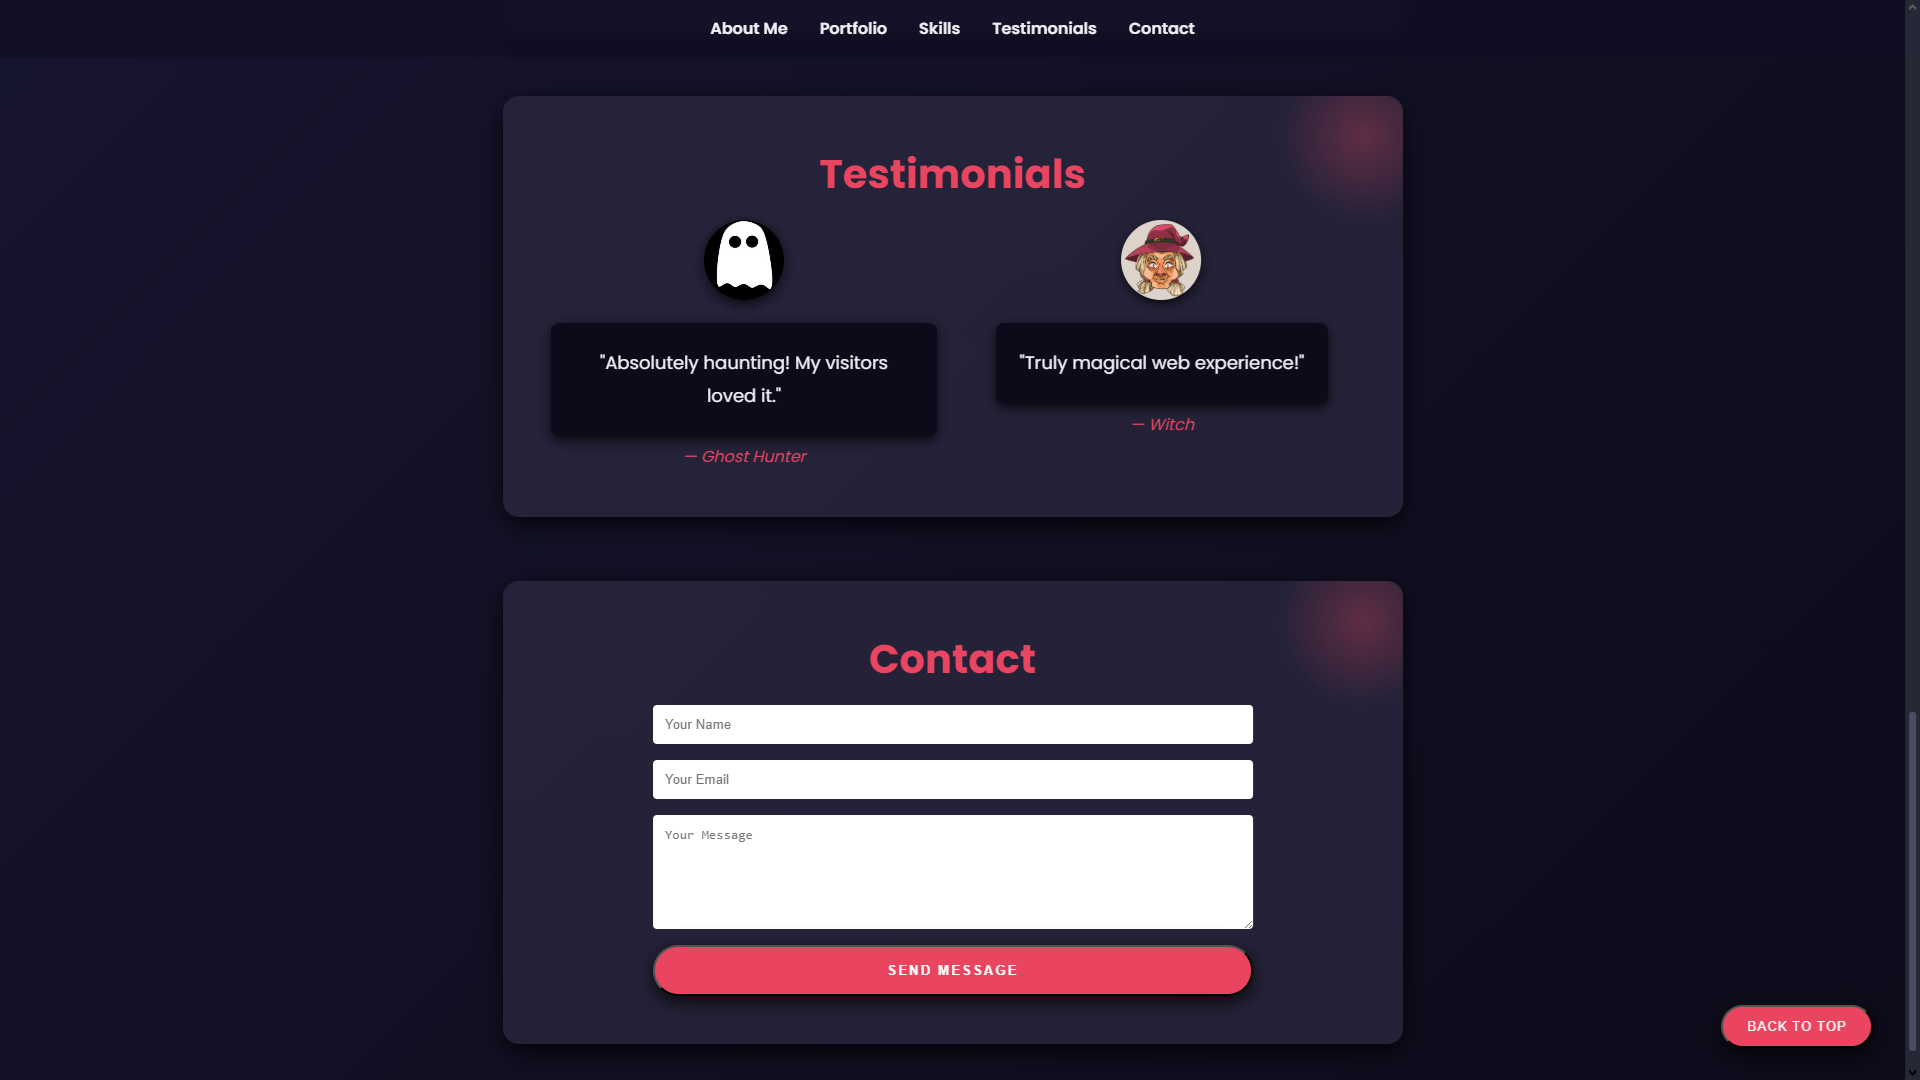 About Me Portfolio Skills Testimonials Contact
Testimonials
"Absolutely haunting! My visitors
loved it."
— Ghost Hunter
"Truly magical web experience!"
— Witch
Contact
Your Name
Your Email
Your Message
SEND MESSAGE
BACK TO TOP